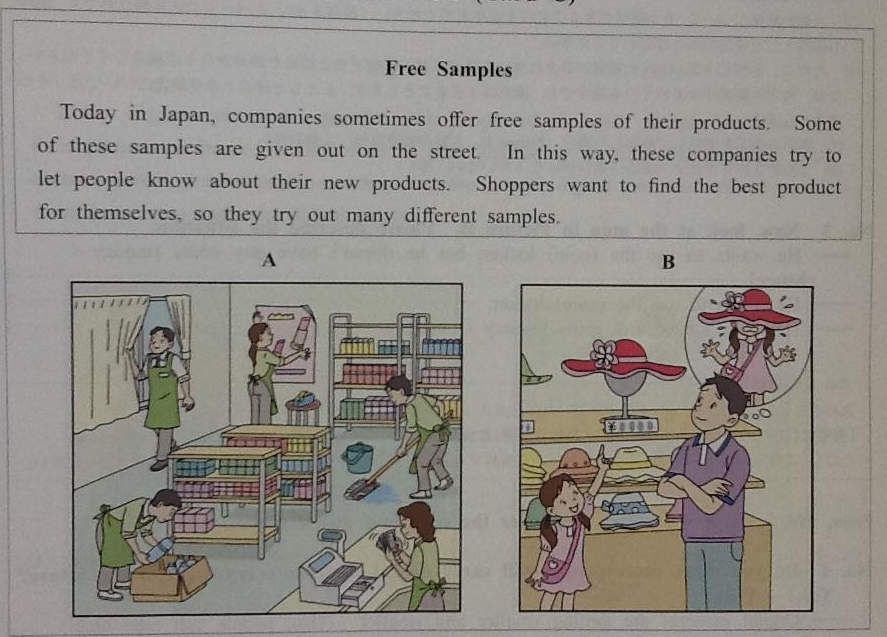 Free Samples
Today in Japan, companies sometimes offer free samples of their products. Some
of these samples are given out on the street. In this way, these companies try to
let people know about their new products. Shoppers want to find the best product
for themselves, so they try out many different samples.
A
B